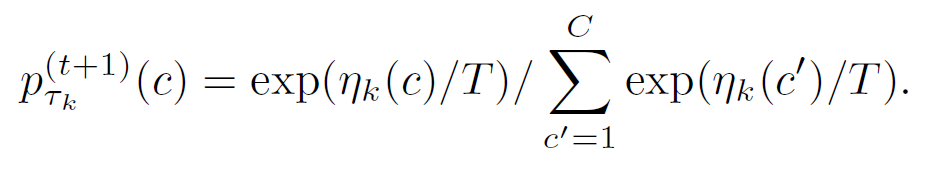 $p_{\tau_k}^{(t+1)}(c) = \exp(\eta_k(c)/T) / \sum_{c'=1}^{C} \exp(\eta_k(c')/T).$